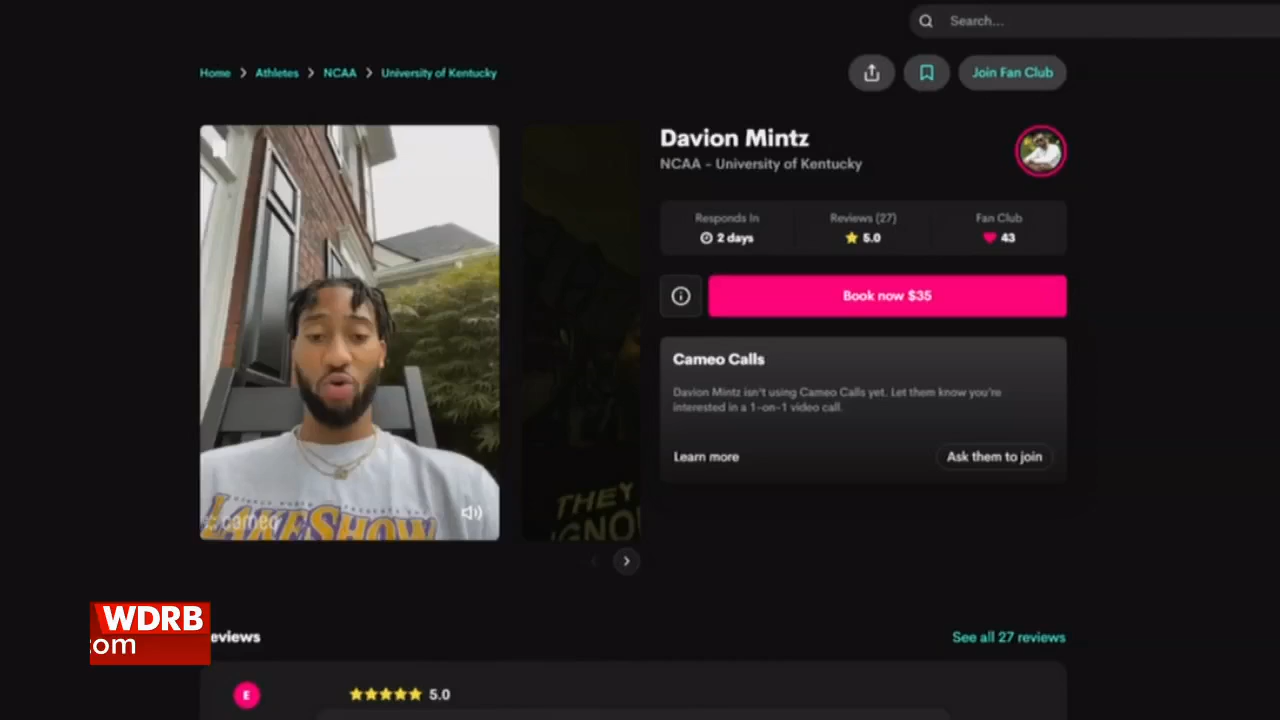 Search...
Home > Athletes > NCAA > University of Kentucky
Join Fan Club
Davion Mintz
NCAA - University of Kentucky
Responds In
2 days
Reviews (27)
5.0
Fan Club
43
Book now $35
Cameo Calls
Davion Mintz isn't using Cameo Calls yet. Let them know you're
interested in a 1-on-1 video call.
Learn more
Ask them to join
LAKESHOW
cameo
THEY
IGNO
WDRB
.com
eviews
See all 27 reviews
E
5.0